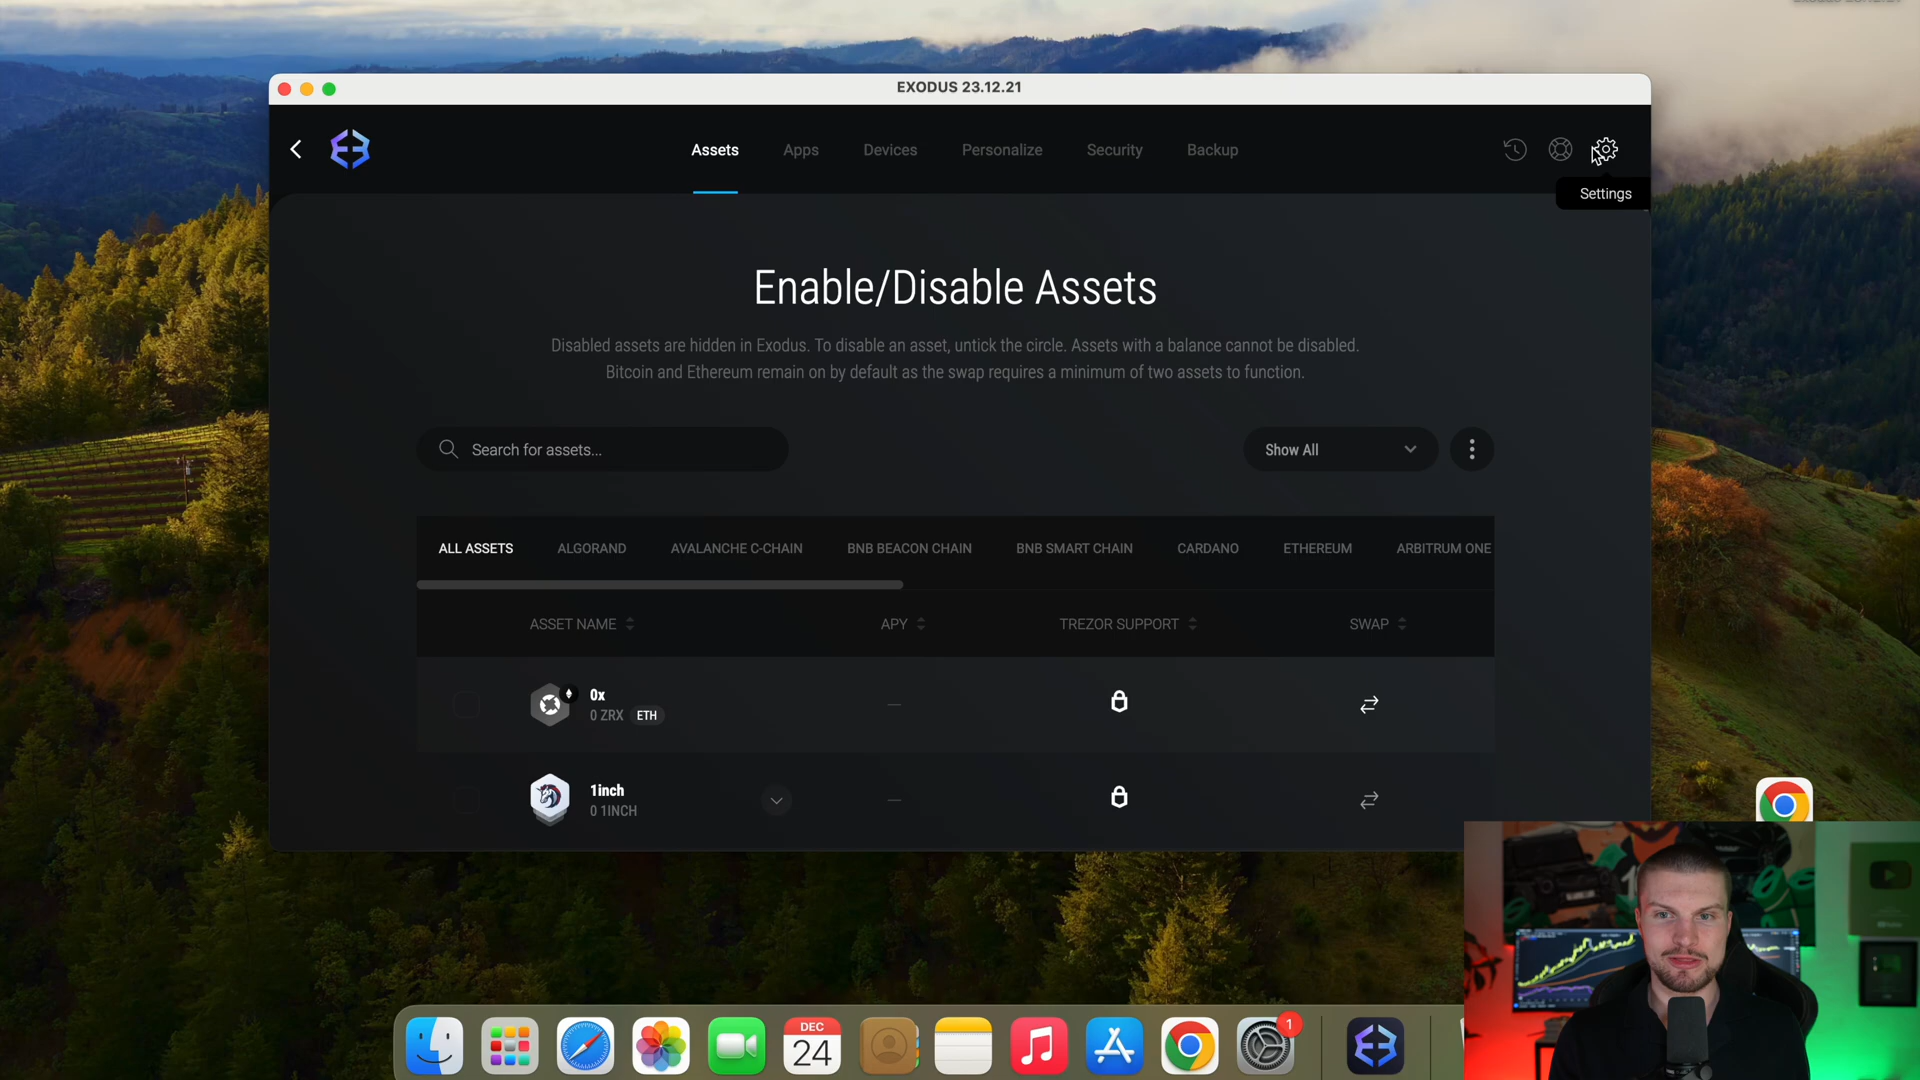 EXODUS 23.12.21
Assets
Apps
Devices
Personalize
Security
Backup
Settings
Enable/Disable Assets
Disabled assets are hidden in Exodus. To disable an asset, untick the circle. Assets with a balance cannot be disabled.
Bitcoin and Ethereum remain on by default as the swap requires a minimum of two assets to function.
Search for assets...
Show All
ALL ASSETS
ALGORAND
AVALANCHE C-CHAIN
BNB BEACON CHAIN
BNB SMART CHAIN
CARDANO
ETHEREUM
ARBITRUM ONE
ASSET NAME
APY
TREZOR SUPPORT
SWAP
0x
0 ZRX ETH
1inch
0 1INCH
DEC
24
1